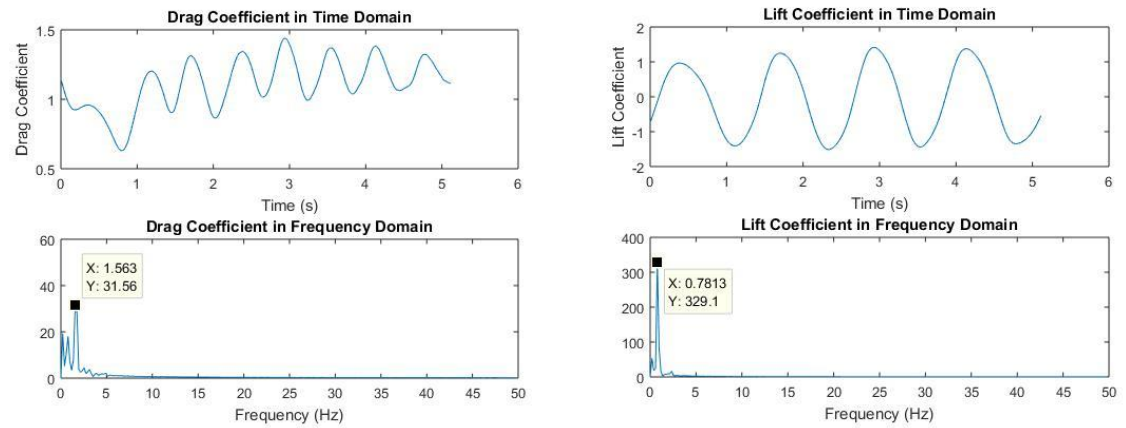 Drag Coefficient in Time Domain
1.5
1
0.5
Drag Coefficient
0 1 2 3 4 5 6
Time (s)
Lift Coefficient in Time Domain
2
1
0
-1
-2
Lift Coefficient
0 1 2 3 4 5 6
Time (s)
Drag Coefficient in Frequency Domain
60
40
20
0
X: 1.563
Y: 31.56
0 5 10 15 20 25 30 35 40 45 50
Frequency (Hz)
Lift Coefficient in Frequency Domain
400
300
200
100
0
X: 0.7813
Y: 329.1
0 5 10 15 20 25 30 35 40 45 50
Frequency (Hz)